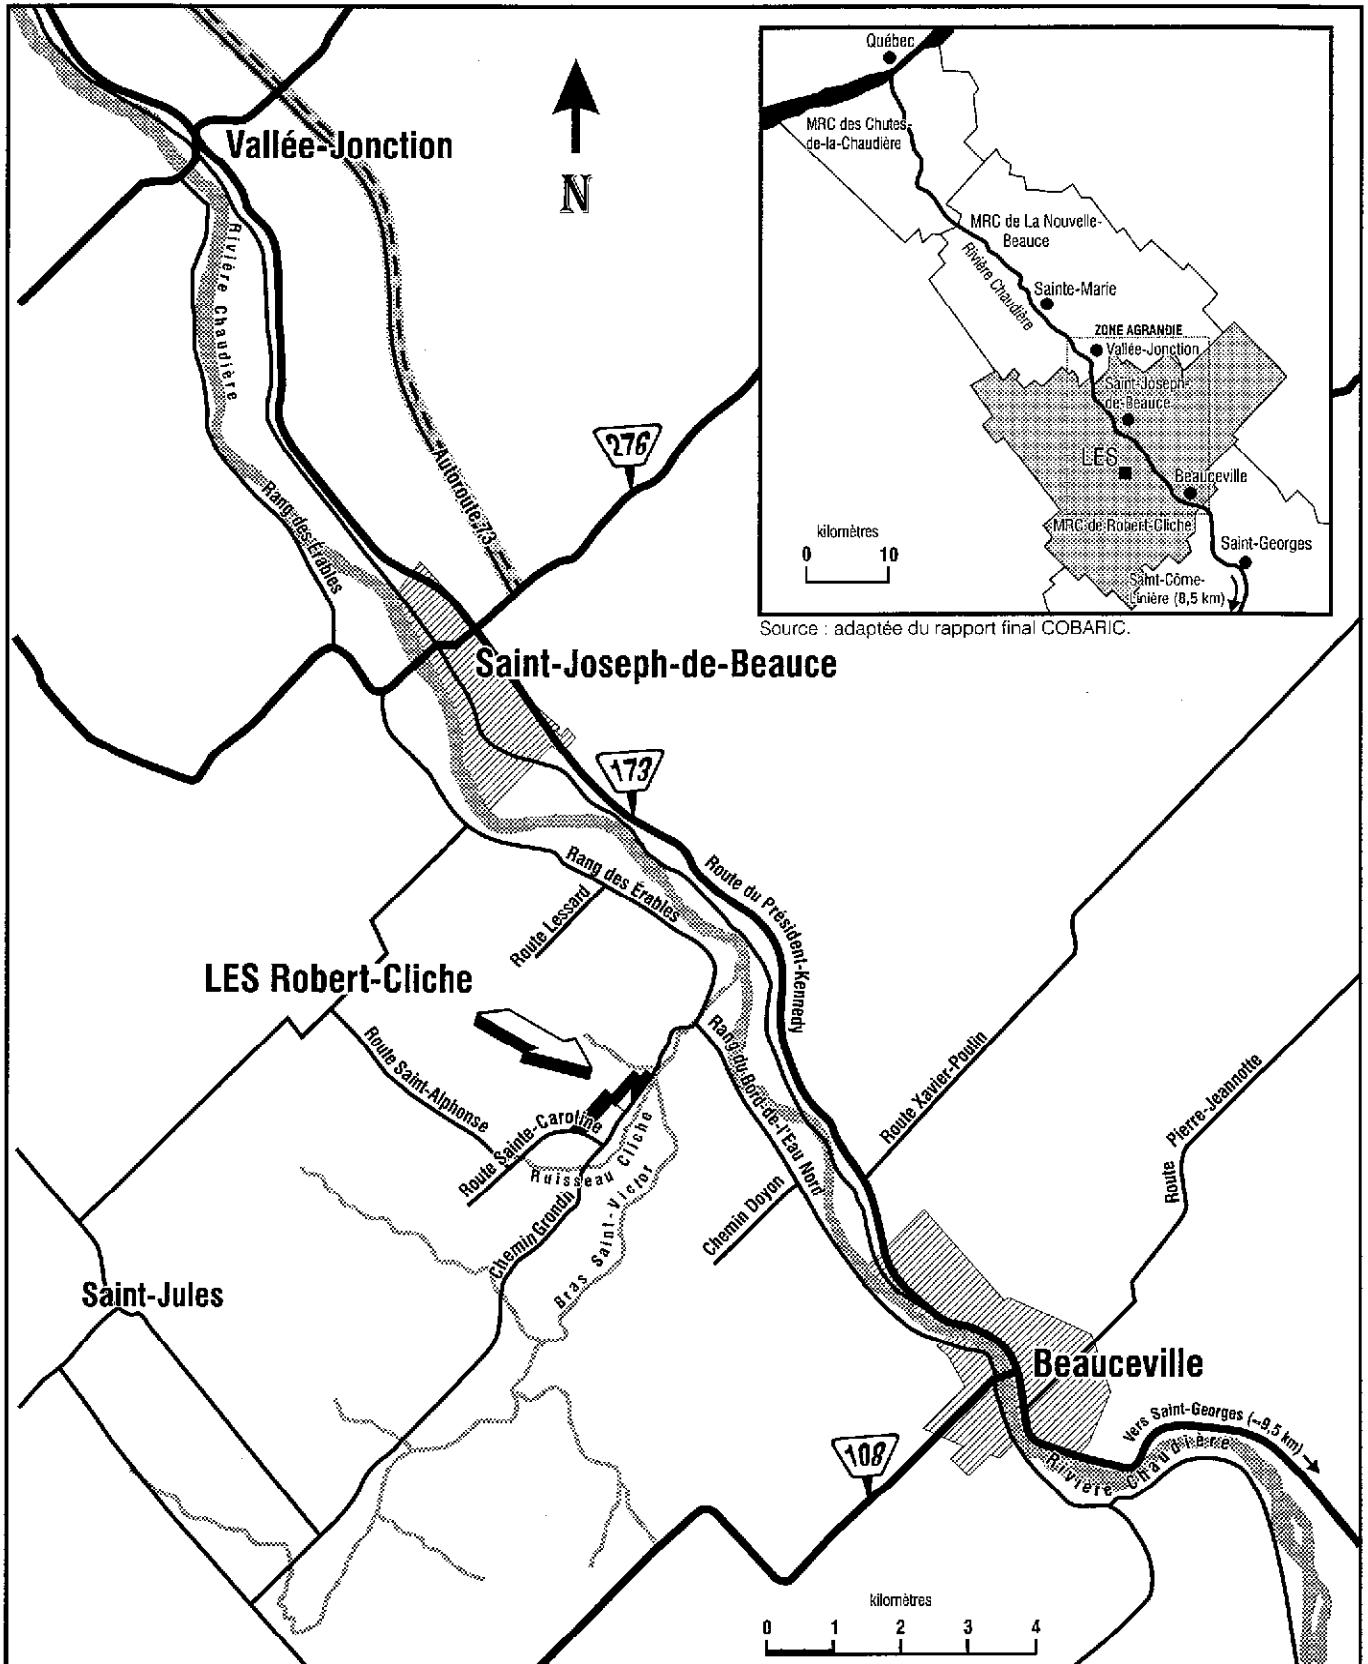 Vallée-Jonction
N
Rivière Chaudière
Autoroute 73
276
Rang des Érables
Québec
MRC des Chutes-
de-la-Chaudière
MRC de La Nouvelle-
Beauce
Rivière Chaudière
Sainte-Marie
ZONE AGRANDIE
Vallée-Jonction
Saint-Joseph-
de-Beauce
LES
Beauceville
MRC de Robert-Cliche
Saint-Georges
Saint-Côme-
Linière (8,5 km)
kilomètres
0 10
Source : adaptée du rapport final COBARIC.
Saint-Joseph-de-Beauce
173
Rang des Érables
Route Lessard
Route du Président-Kennedy
LES Robert-Cliche
Route Saint-Alphonse
Route Sainte-Caroline
Ruisseau Cliche
Rang du Bord-de-l'Eau Nord
Route Xavier-Poulin
Route Pierre-Jeannotte
Chemin Doyon
Chemin Grondh
Bras Saint-Victor
Saint-Jules
Beauceville
Vers Saint-Georges (~9,5 km)
Rivière Chaudière
108
kilomètres
0 1 2 3 4